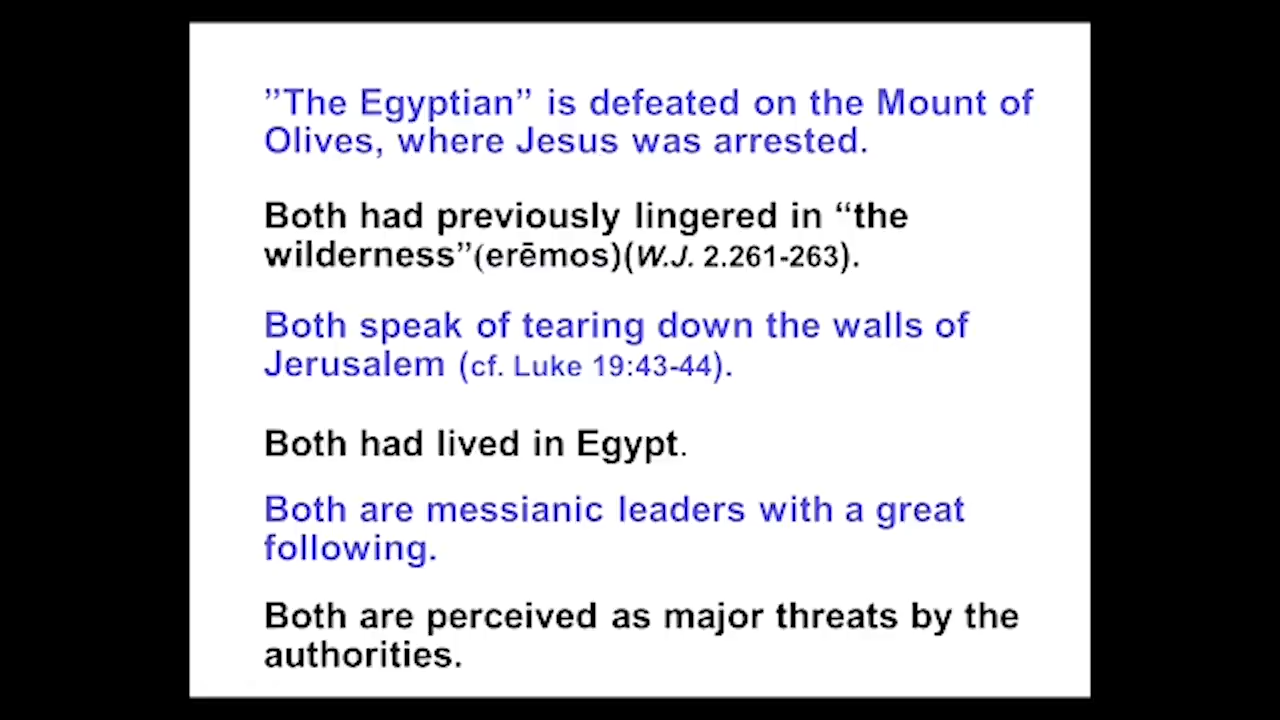 ”The Egyptian” is defeated on the Mount of
Olives, where Jesus was arrested.
Both had previously lingered in “the
wilderness”(erēmos)(W.J. 2.261-263).
Both speak of tearing down the walls of
Jerusalem (cf. Luke 19:43-44).
Both had lived in Egypt.
Both are messianic leaders with a great
following.
Both are perceived as major threats by the
authorities.